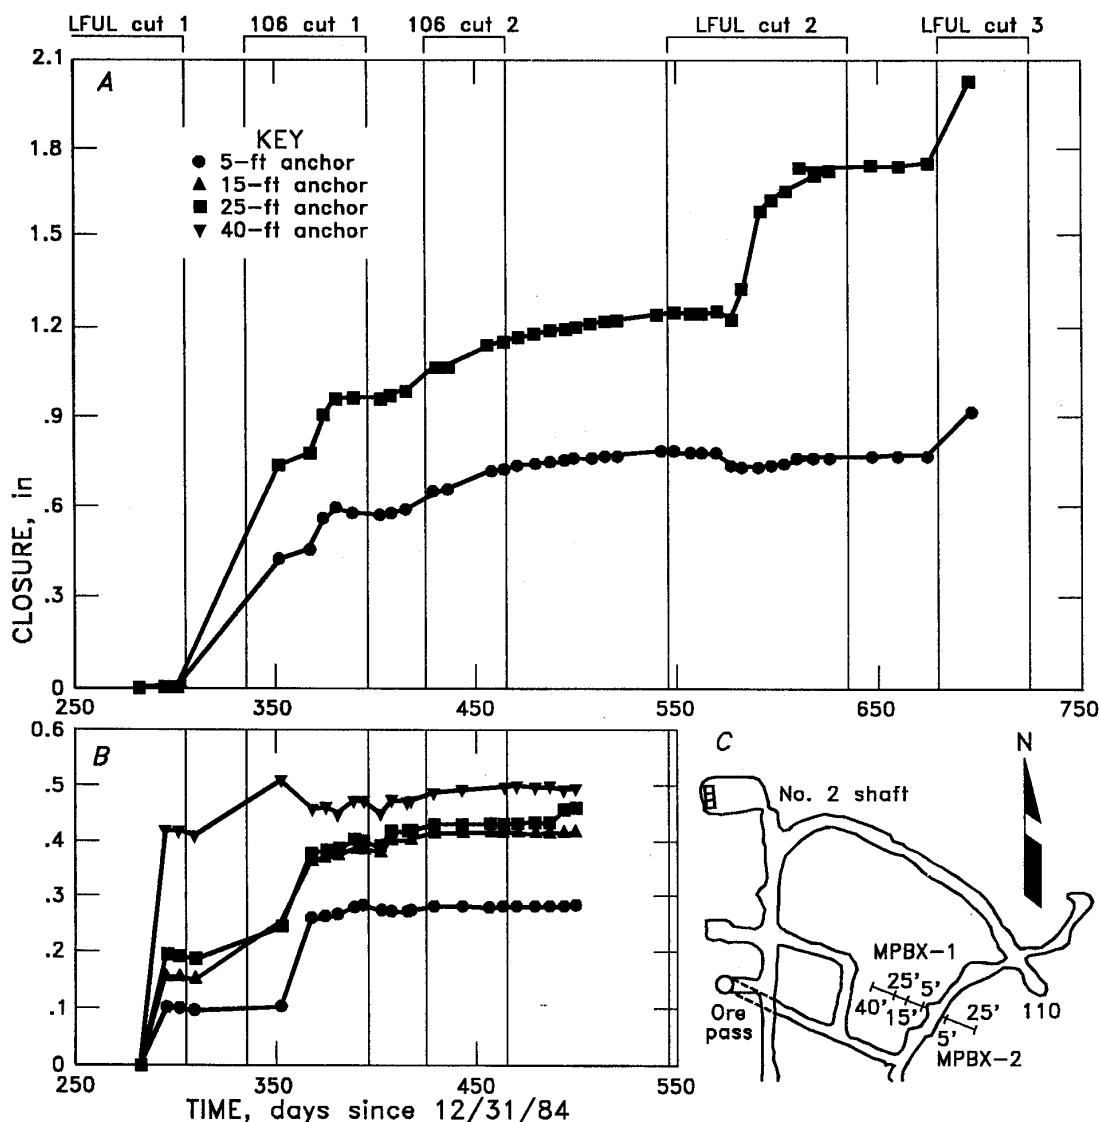 LFUL cut 1 106 cut 1 106 cut 2 LFUL cut 2 LFUL cut 3
A
KEY
5-ft anchor
15-ft anchor
25-ft anchor
40-ft anchor
2.1
1.8
1.5
1.2
.9
.6
.3
0
CLOSURE, in
250 350 450 550 650 750
B
0.6
.5
.4
.3
.2
.1
0
250 350 450 550
TIME, days since 12/31/84
C
N
No. 2 shaft
MPBX-1
25' 5'
40' 15'
110
Ore
pass
25'
5'
MPBX-2